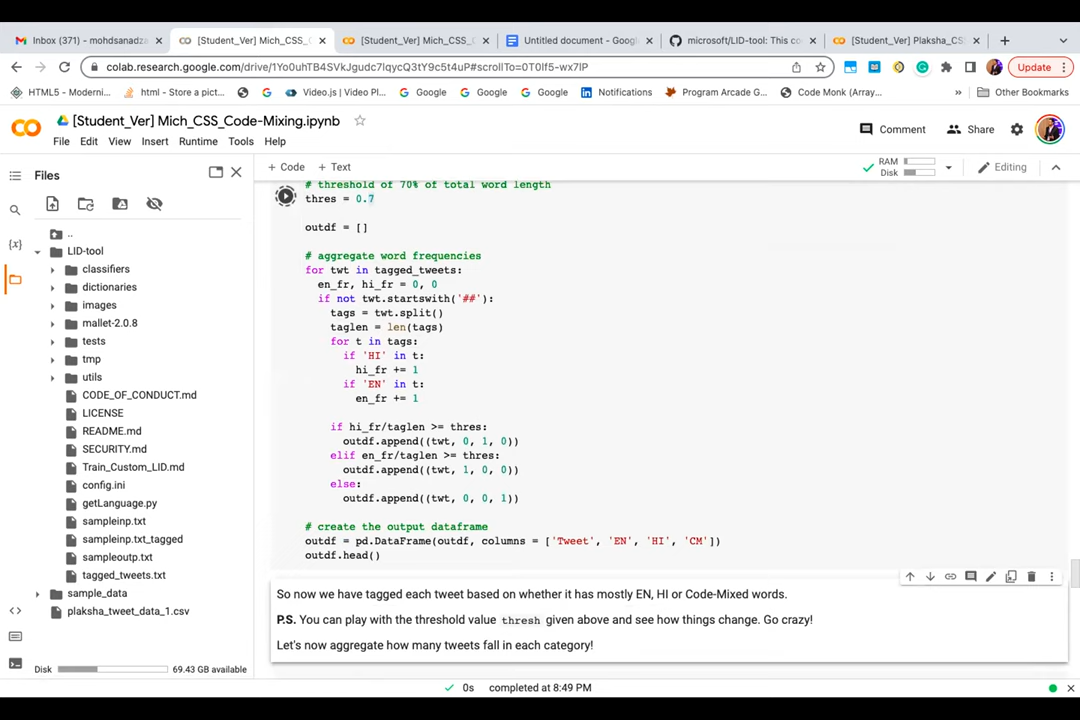 Inbox (371) - mohdsanadza
[Student_Ver] Mich_CSS_
[Student_Ver] Mich_CSS_
Untitled document - Goog
microsoft/LID-tool: This co
[Student_Ver] Plaksha_CS
colab.research.google.com/drive/1Yo0uhTB4SVkJgudc7lqycQ3tY9c5t4uP#scrollTo=0T0If5-wx7lP
Update
HTML5 - Moderni...
html - Store a pict...
Video.js | Video Pl...
Google
Google
Google
Notifications
Program Arcade G...
Code Monk (Array...
»
Other Bookmarks
[Student_Ver] Mich_CSS_Code-Mixing.ipynb
File Edit View Insert Runtime Tools Help
Comment
Share
Files
+ Code + Text
RAM
Disk
Editing
..
LID-tool
classifiers
dictionaries
images
mallet-2.0.8
tests
tmp
utils
CODE_OF_CONDUCT.md
LICENSE
README.md
SECURITY.md
Train_Custom_LID.md
config.ini
getLanguage.py
sampleinp.txt
sampleinp.txt_tagged
sampleoutp.txt
tagged_tweets.txt
sample_data
plaksha_tweet_data_1.csv
Disk
69.43 GB available
# threshold of 70% of total word length
thres = 0.7
outdf = []
# aggregate word frequencies
for twt in tagged_tweets:
en_fr, hi_fr = 0, 0
if not twt.startswith('##'):
tags = twt.split()
taglen = len(tags)
for t in tags:
if 'HI' in t:
hi_fr += 1
if 'EN' in t:
en_fr += 1
if hi_fr/taglen >= thres:
outdf.append((twt, 0, 1, 0))
elif en_fr/taglen >= thres:
outdf.append((twt, 1, 0, 0))
else:
outdf.append((twt, 0, 0, 1))
# create the output dataframe
outdf = pd.DataFrame(outdf, columns = ['Tweet', 'EN', 'HI', 'CM'])
outdf.head()
So now we have tagged each tweet based on whether it has mostly EN, HI or Code-Mixed words.
P.S. You can play with the threshold value thresh given above and see how things change. Go crazy!
Let's now aggregate how many tweets fall in each category!
0s completed at 8:49 PM